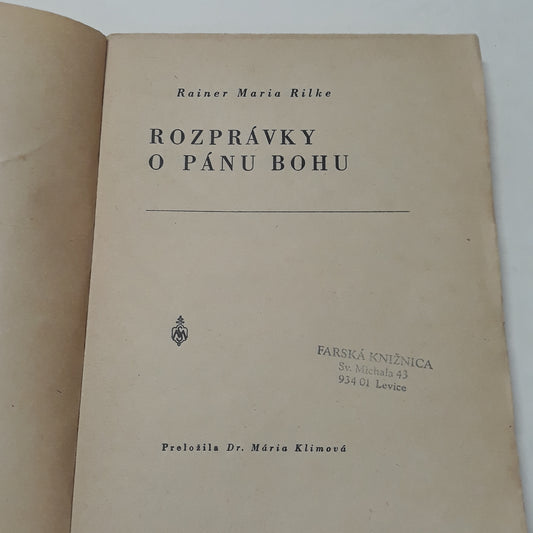 Rainer Maria Rilke
ROZPRÁVKY
O PÁNU BOHU
FARSKÁ KNIŽNICA
Sv. Michala 43
934 01 Levice
Preložila Dr. Mária Klimová